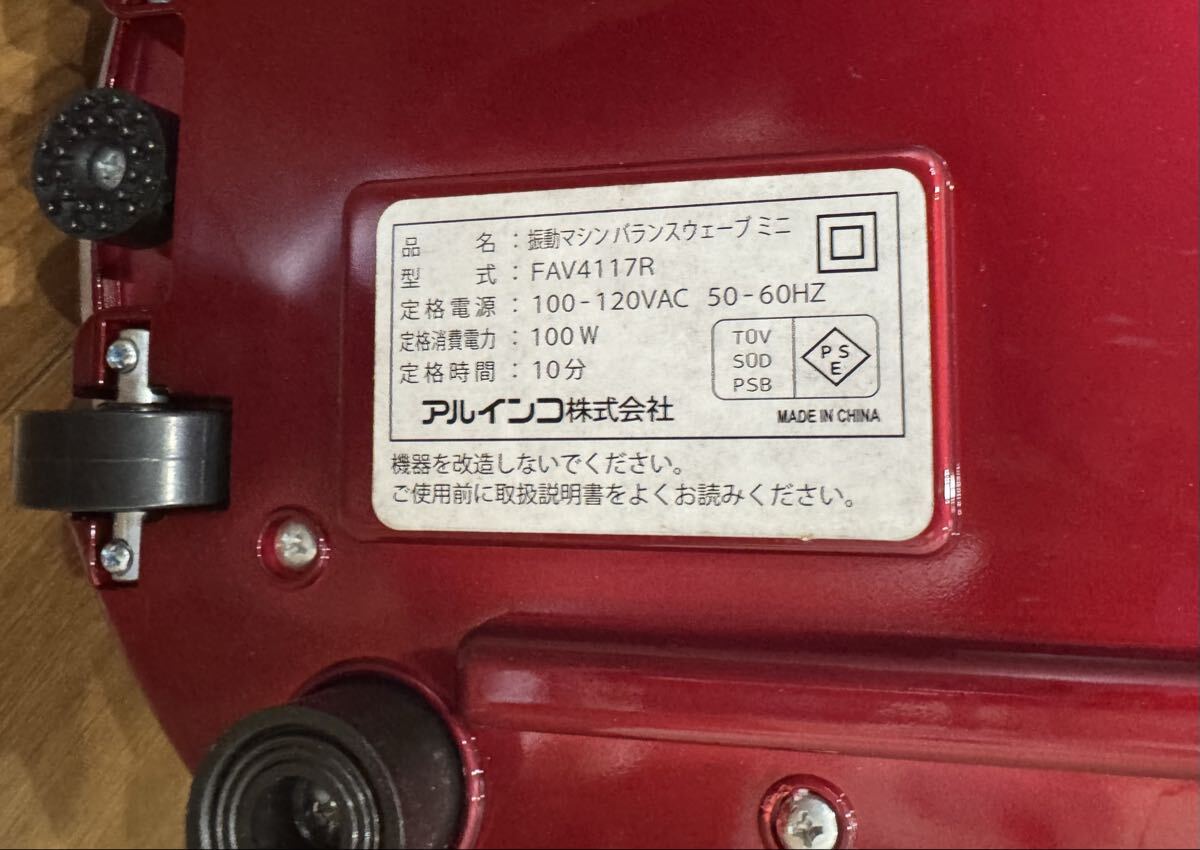 品 名 : 振動マシン バランスウェーブ ミニ
型 式 : FAV4117R
定格電源 : 100-120VAC 50-60HZ
定格消費電力 : 100W
定格時間 : 10分
TÜV
SÜD
PSB
PS
E
アルインコ株式会社
MADE IN CHINA
機器を改造しないでください。
ご使用前に取扱説明書をよくお読みください。